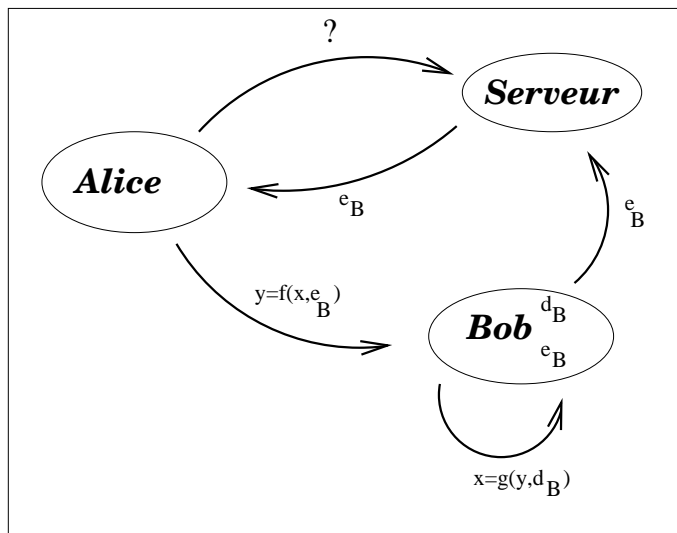 ?
Serveur
Alice
e_B
e_B
y=f(x,e_B)
Bob
d_B
e_B
x=g(y,d_B)